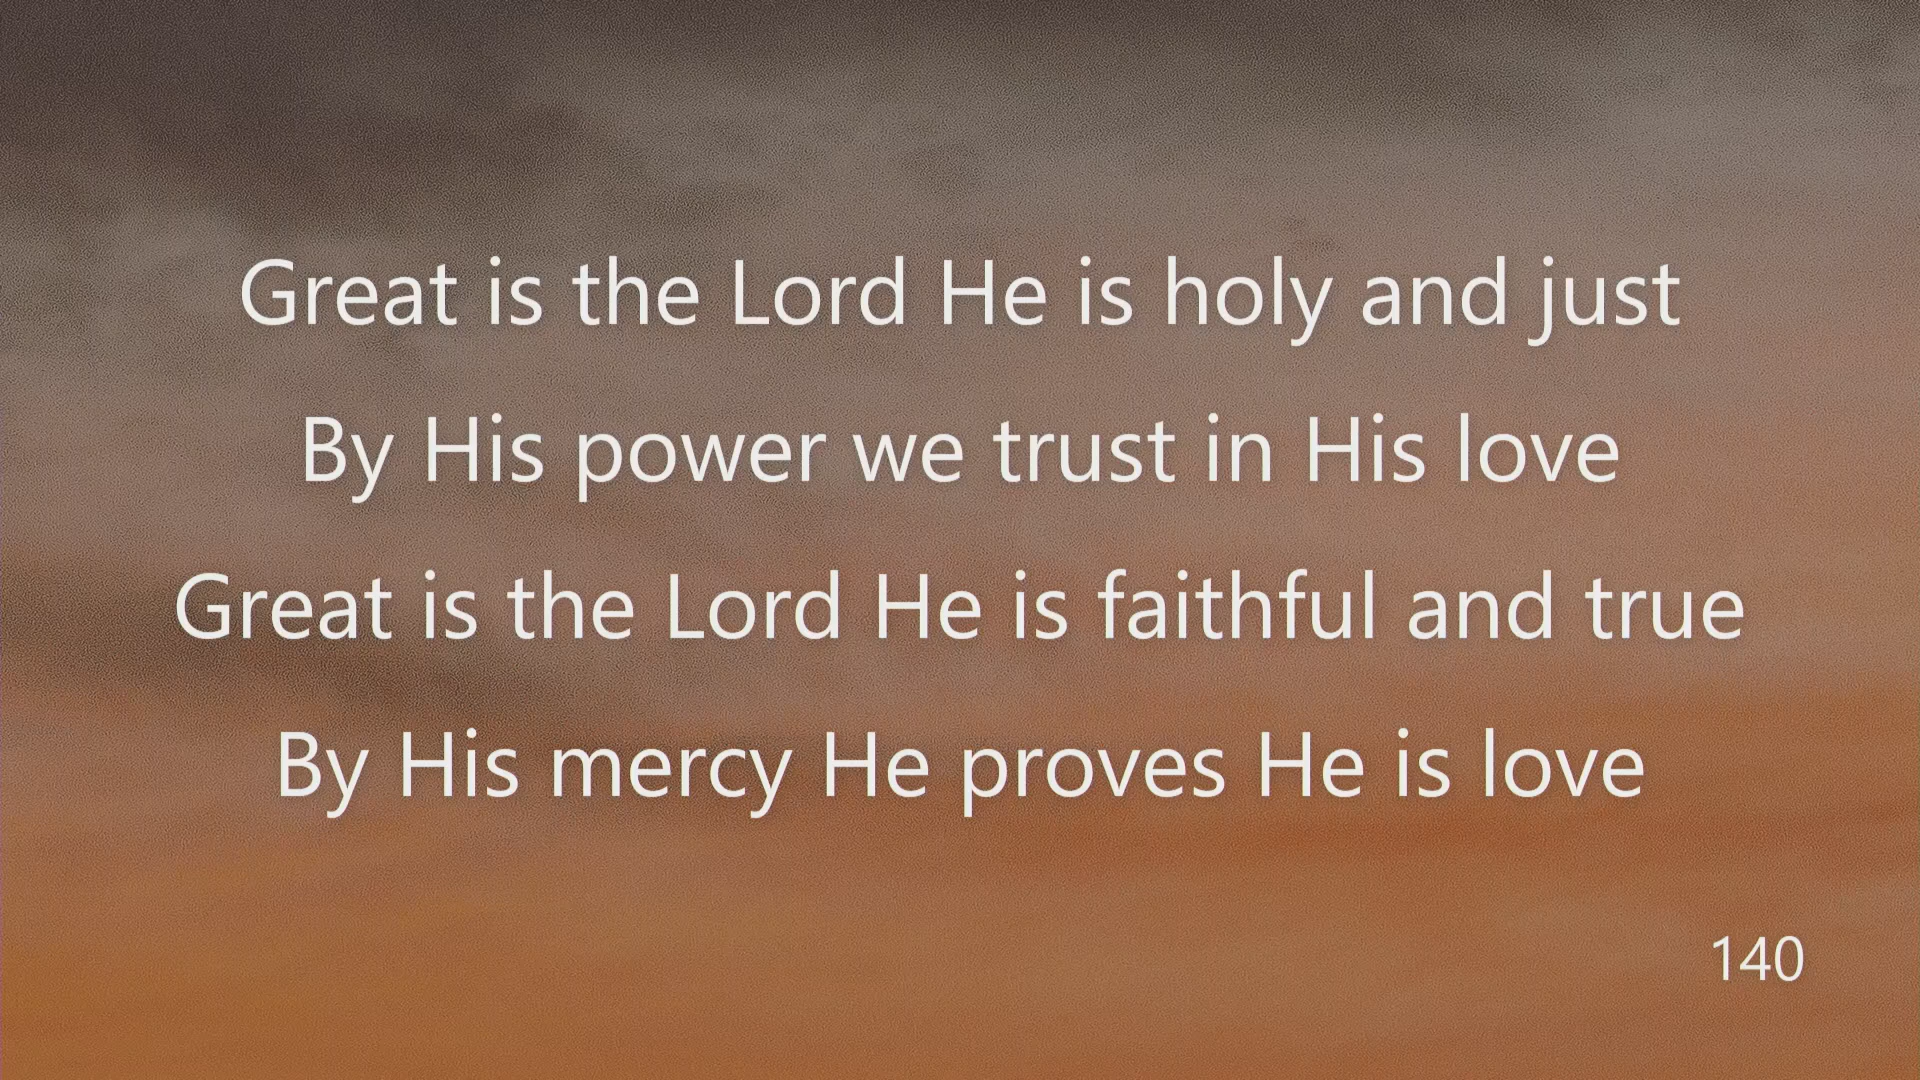 Great is the Lord He is holy and just
By His power we trust in His love
Great is the Lord He is faithful and true
By His mercy He proves He is love
140